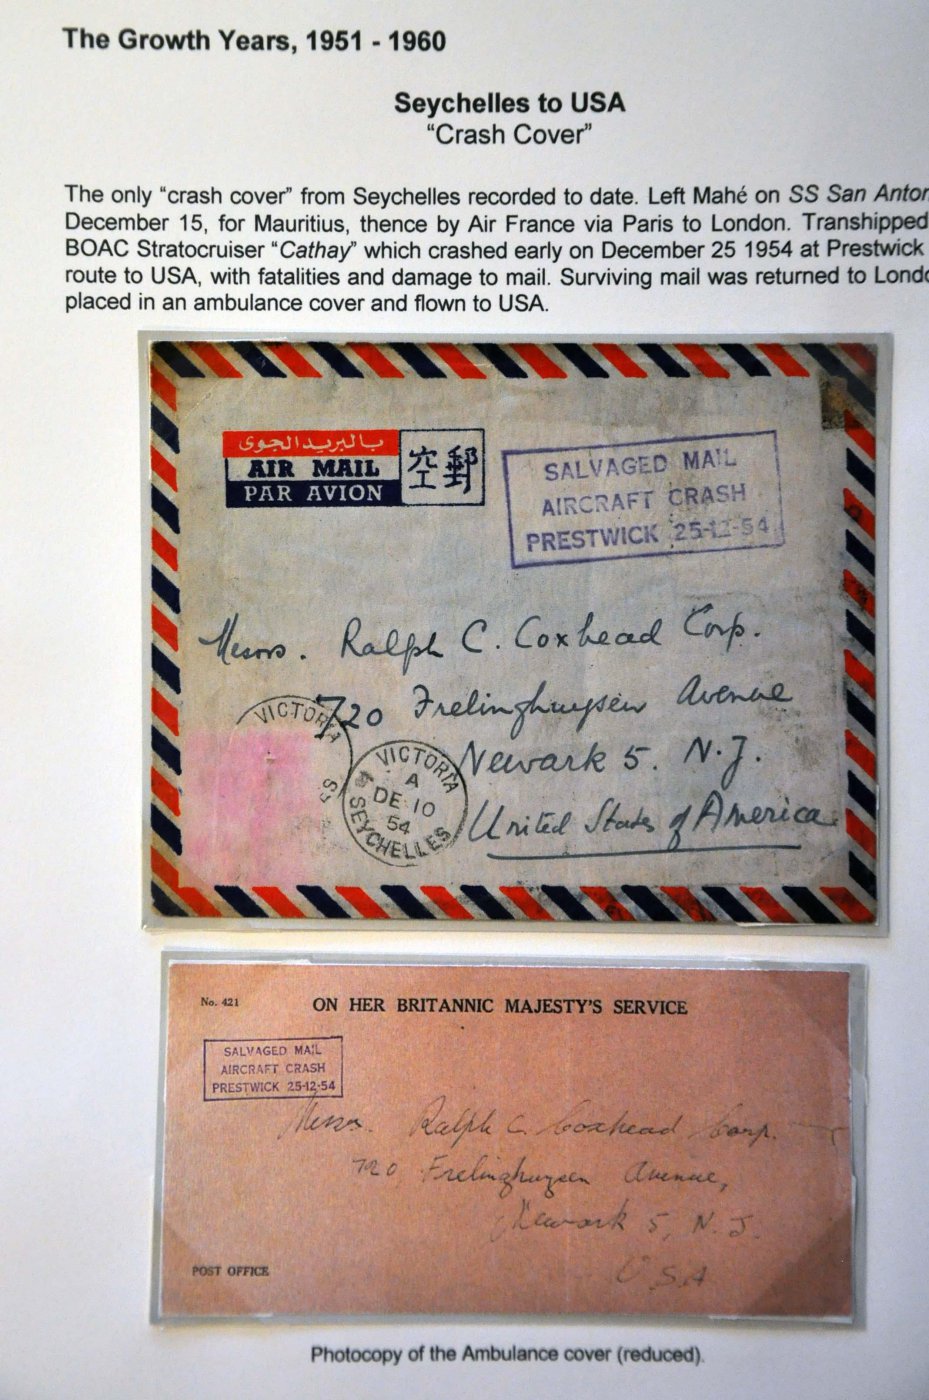 The Growth Years, 1951 - 1960
Seychelles to USA
“Crash Cover”
The only “crash cover” from Seychelles recorded to date. Left Mahé on SS San Anton
December 15, for Mauritius, thence by Air France via Paris to London. Transhipped
BOAC Stratocruiser “Cathay” which crashed early on December 25 1954 at Prestwick
route to USA, with fatalities and damage to mail. Surviving mail was returned to Londo
placed in an ambulance cover and flown to USA.
بالبريد الجوى
AIR MAIL
PAR AVION
空郵
SALVAGED MAIL
AIRCRAFT CRASH
PRESTWICK 25-12-54
Messrs. Ralph C. Coxhead Corp.
720 Frelinghuysen Avenue
Newark 5. N.J.
United States of America
VICTORIA
ES
VICTORIA
A
DE 10
54
SEYCHELLES
No. 421
ON HER BRITANNIC MAJESTY'S SERVICE
SALVAGED MAIL
AIRCRAFT CRASH
PRESTWICK 25-12-54
Messrs. Ralph C. Coxhead Corp.
720, Frelinghuysen Avenue,
Newark 5, N. J.
U.S.A
POST OFFICE
Photocopy of the Ambulance cover (reduced).